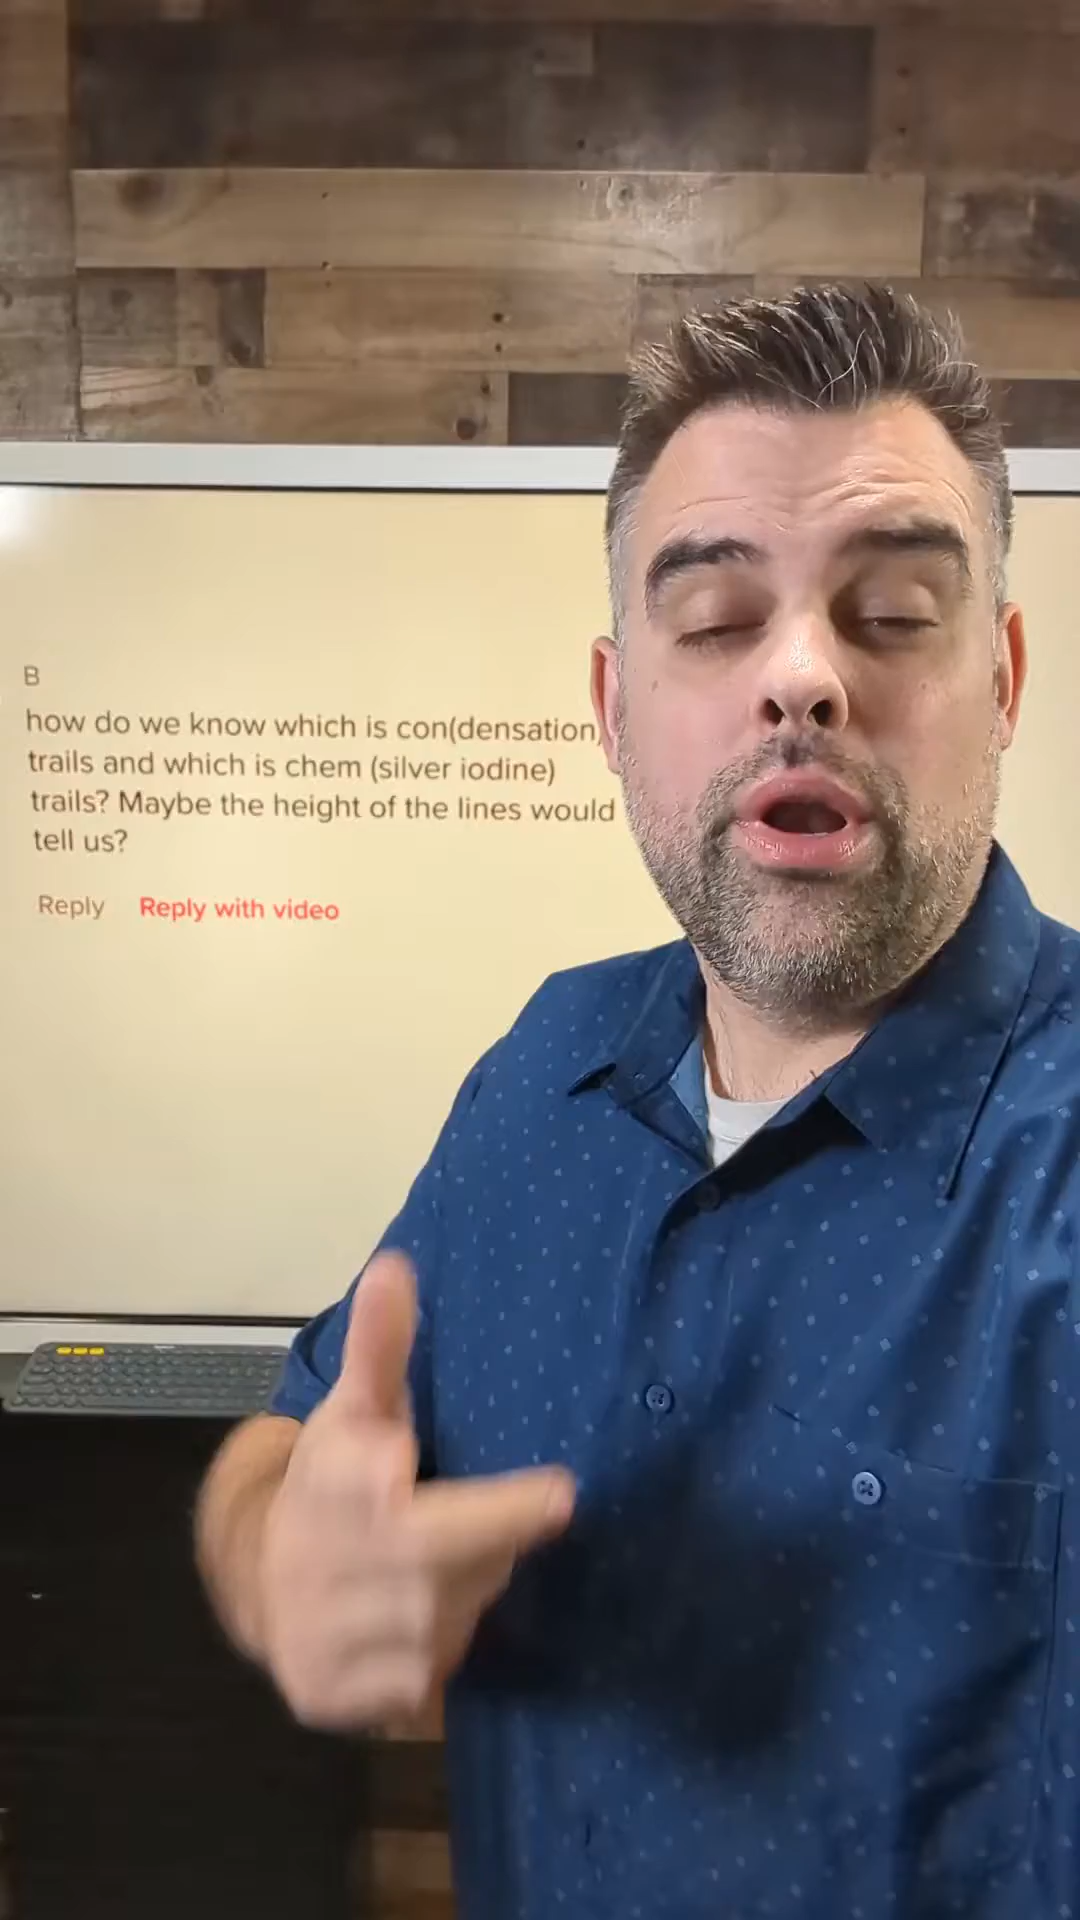 B
how do we know which is con(densation)
trails and which is chem (silver iodine)
trails? Maybe the height of the lines would
tell us?
Reply Reply with video